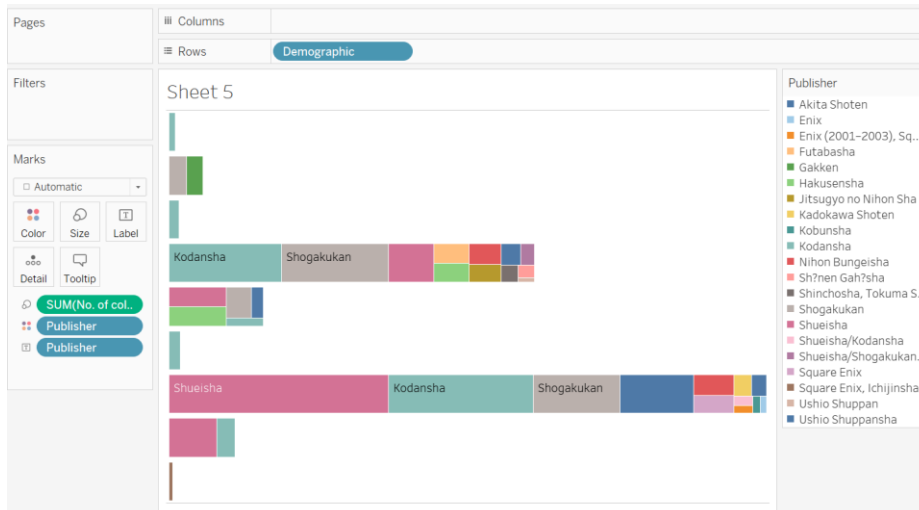 Pages
Columns
Rows
Demographic
Filters
Marks
Automatic
Color
Size
Label
Detail
Tooltip
SUM(No. of col..
Publisher
Publisher
Sheet 5
Kodansha
Shogakukan
Shueisha
Kodansha
Shogakukan
Publisher
Akita Shoten
Enix
Enix (2001–2003), Sq..
Futabasha
Gakken
Hakusensha
Jitsugyo no Nihon Sha
Kadokawa Shoten
Kobunsha
Kodansha
Nihon Bungeisha
Sh?nen Gah?sha
Shinchosha, Tokuma S.
Shogakukan
Shueisha
Shueisha/Kodansha
Shueisha/Shogakukan.
Square Enix
Square Enix, Ichijinsha
Ushio Shuppan
Ushio Shuppansha